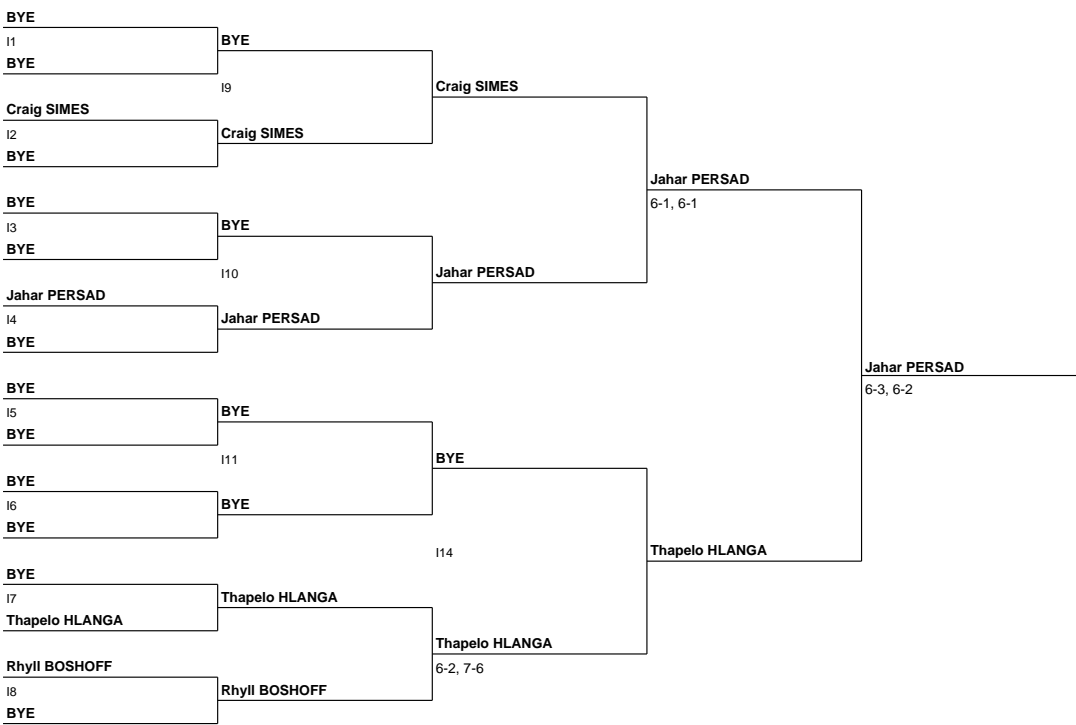 BYE
I1
BYE
Craig SIMES
I2
BYE
BYE
I3
BYE
Jahar PERSAD
I4
BYE
BYE
I5
BYE
BYE
I6
BYE
BYE
I7
Thapelo HLANGA
Rhyll BOSHOFF
I8
BYE
BYE
I9
Craig SIMES
BYE
I10
Jahar PERSAD
BYE
I11
BYE
Thapelo HLANGA
Rhyll BOSHOFF
Craig SIMES
Jahar PERSAD
BYE
I14
Thapelo HLANGA
6-2, 7-6
Jahar PERSAD
6-1, 6-1
Thapelo HLANGA
Jahar PERSAD
6-3, 6-2